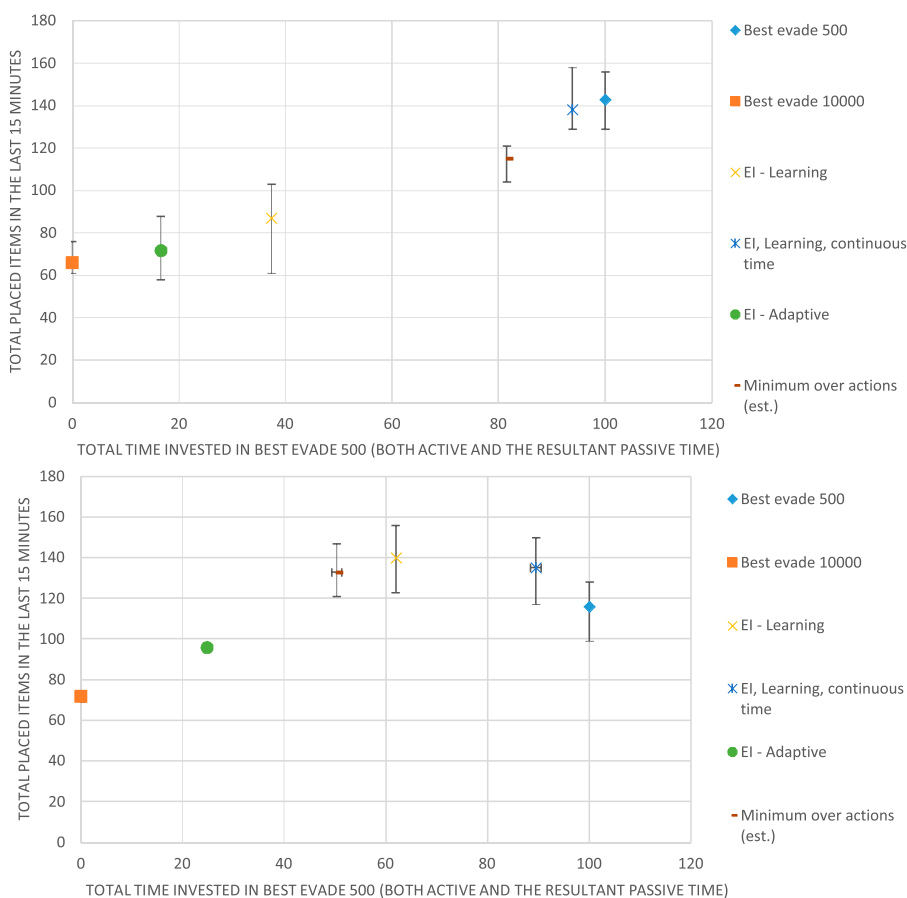 TOTAL PLACED ITEMS IN THE LAST 15 MINUTES
180
160
140
120
100
80
60
40
20
0
0 20 40 60 80 100 120
TOTAL TIME INVESTED IN BEST EVADE 500 (BOTH ACTIVE AND THE RESULTANT PASSIVE TIME)
Best evade 500
Best evade 10000
EI - Learning
EI, Learning, continuous
time
EI - Adaptive
Minimum over actions
(est.)
TOTAL PLACED ITEMS IN THE LAST 15 MINUTES
180
160
140
120
100
80
60
40
20
0
0 20 40 60 80 100 120
TOTAL TIME INVESTED IN BEST EVADE 500 (BOTH ACTIVE AND THE RESULTANT PASSIVE TIME)
Best evade 500
Best evade 10000
EI - Learning
EI, Learning, continuous
time
EI - Adaptive
Minimum over actions
(est.)